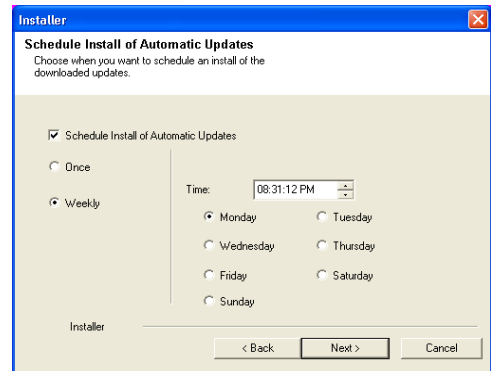 Installer
Schedule Install of Automatic Updates
Choose when you want to schedule an install of the
downloaded updates.
Schedule Install of Automatic Updates
Once
Weekly
Time: 08:31:12 PM
Monday Tuesday
Wednesday Thursday
Friday Saturday
Sunday
Installer
< Back Next > Cancel